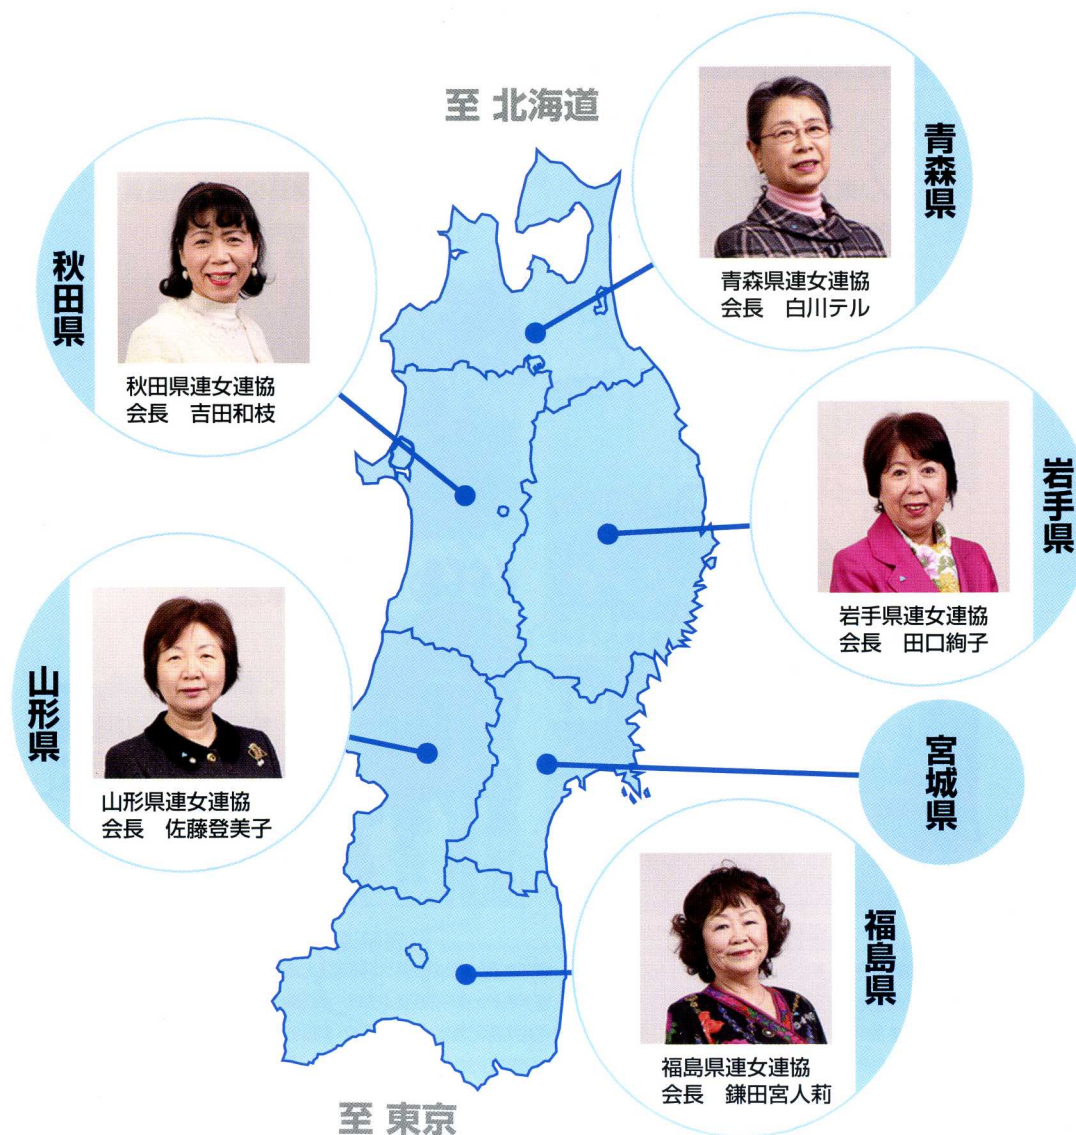 至 北海道
青森県
青森県連女連協
会長　白川テル
秋田県
秋田県連女連協
会長　吉田和枝
岩手県
岩手県連女連協
会長　田口絢子
山形県
山形県連女連協
会長　佐藤登美子
宮城県
福島県
福島県連女連協
会長　鎌田宮人莉
至 東京